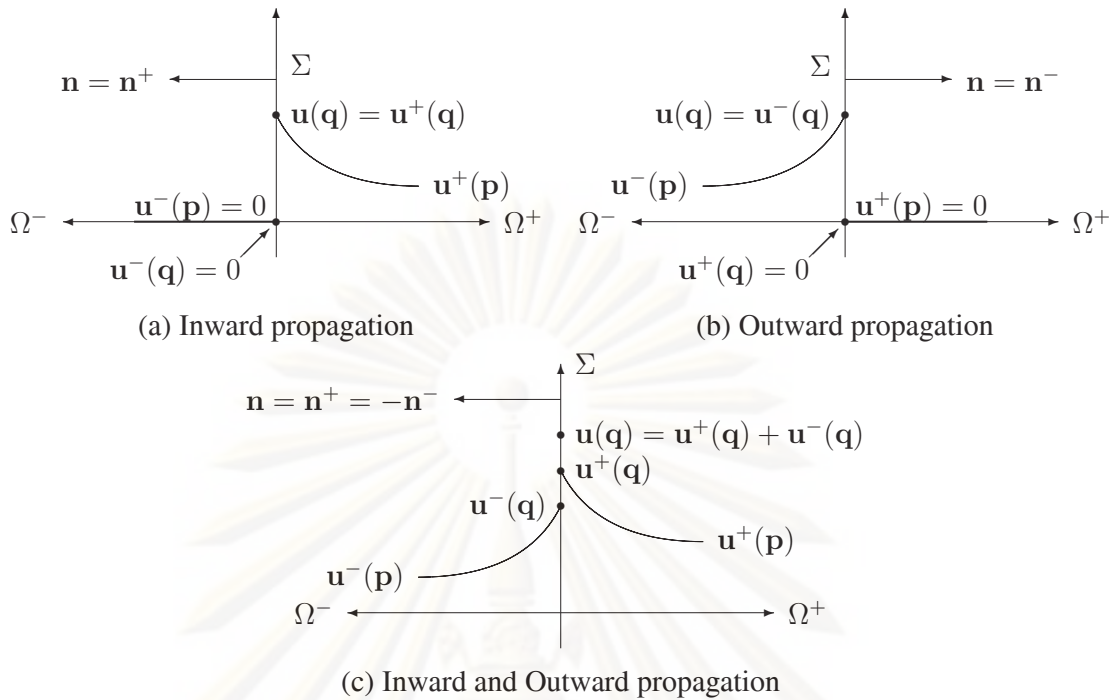 Σ
n = n⁺
u(q) = u⁺(q)
u⁺(p)
u⁻(p) = 0
Ω⁻
Ω⁺
u⁻(q) = 0
(a) Inward propagation
Σ
n = n⁻
u(q) = u⁻(q)
u⁻(p)
u⁺(p) = 0
Ω⁻
Ω⁺
u⁺(q) = 0
(b) Outward propagation
Σ
n = n⁺ = −n⁻
u(q) = u⁺(q) + u⁻(q)
u⁺(q)
u⁻(q)
u⁺(p)
u⁻(p)
Ω⁻
Ω⁺
(c) Inward and Outward propagation